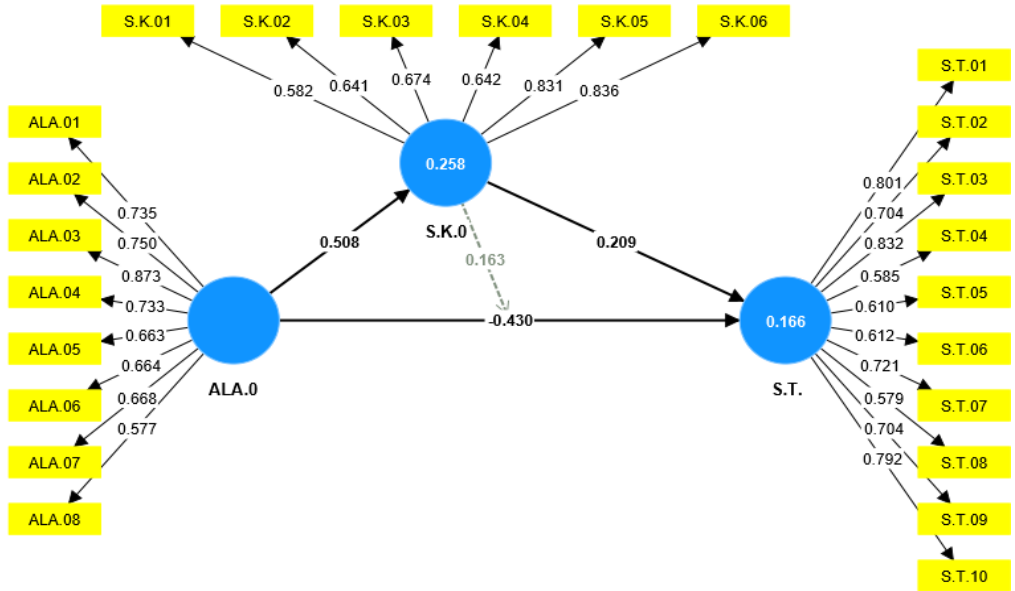 S.K.01
S.K.02
S.K.03
S.K.04
S.K.05
S.K.06
0.582
0.641
0.674
0.642
0.831
0.836
ALA.01
ALA.02
ALA.03
ALA.04
ALA.05
ALA.06
ALA.07
ALA.08
0.735
0.750
0.873
0.733
0.663
0.664
0.668
0.577
ALA.0
0.508
0.258
S.K.0
0.163
0.209
-0.430
0.166
S.T.
0.801
0.704
0.832
0.585
0.610
0.612
0.721
0.579
0.704
0.792
S.T.01
S.T.02
S.T.03
S.T.04
S.T.05
S.T.06
S.T.07
S.T.08
S.T.09
S.T.10